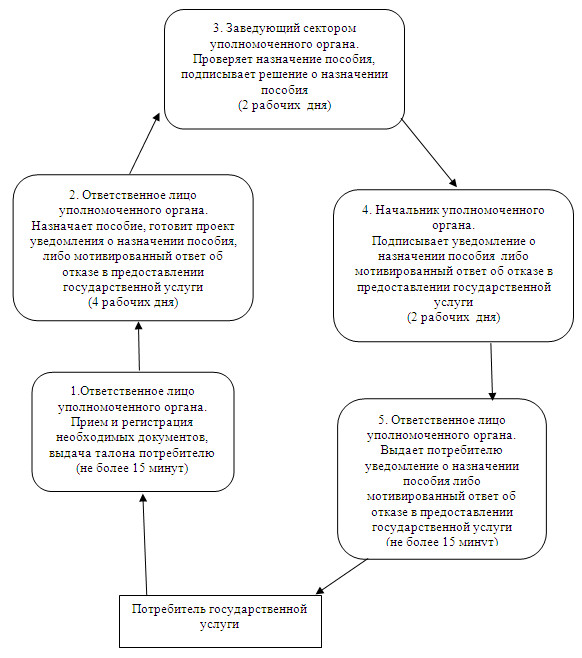 3. Заведующий сектором
уполномоченного органа.
Проверяет назначение пособия,
подписывает решение о назначении
пособия
(2 рабочих дня)
2. Ответственное лицо
уполномоченного органа.
Назначает пособие, готовит проект
уведомления о назначении пособия,
либо мотивированный ответ об
отказе в предоставлении
государственной услуги
(4 рабочих дня)
4. Начальник уполномоченного
органа.
Подписывает уведомление о
назначении пособия либо
мотивированный ответ об отказе в
предоставлении государственной
услуги
(2 рабочих дня)
1.Ответственное лицо
уполномоченного органа.
Прием и регистрация
необходимых документов,
выдача талона потребителю
(не более 15 минут)
5. Ответственное лицо
уполномоченного органа.
Выдает потребителю
уведомление о назначении
пособия либо
мотивированный ответ об
отказе в предоставлении
государственной услуги
(не более 15 минут)
Потребитель государственной
услуги